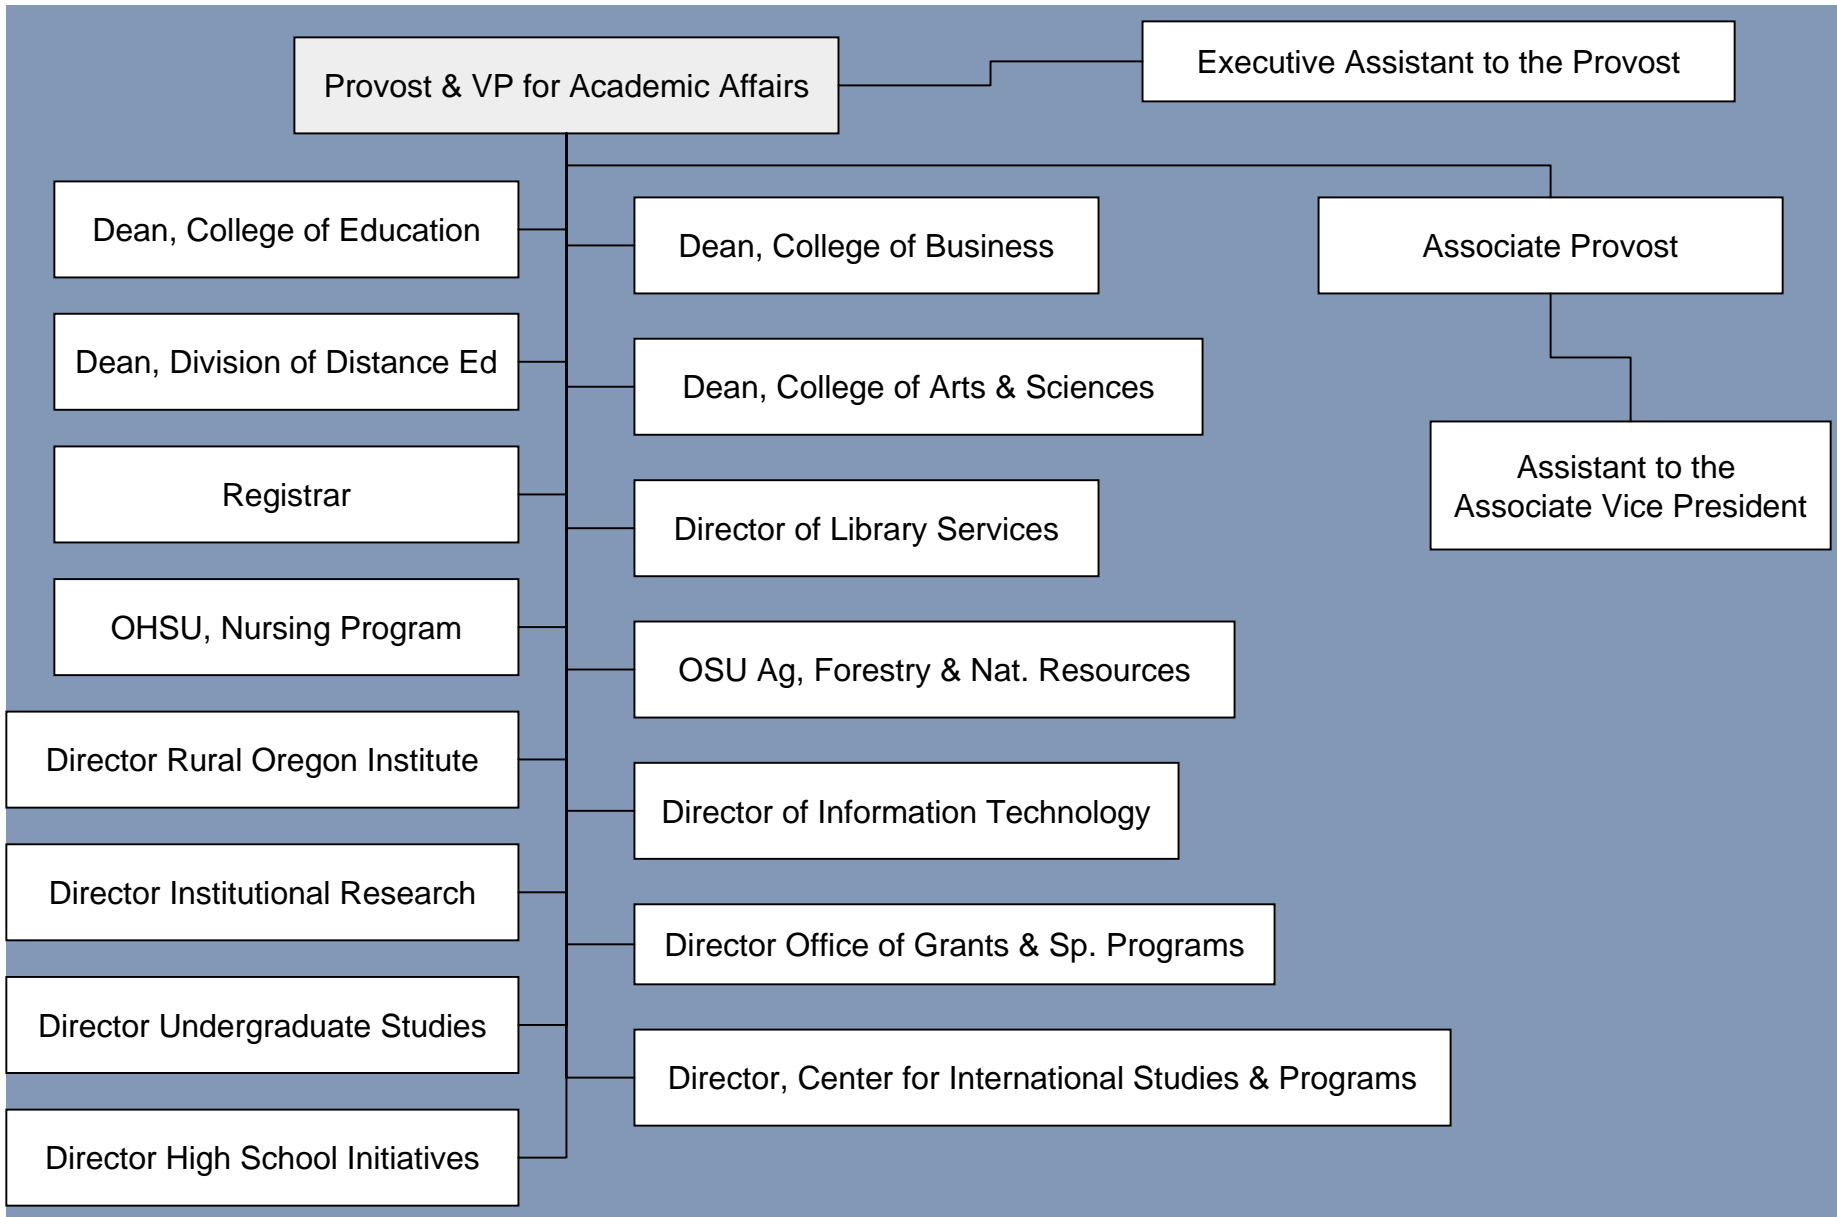 Provost & VP for Academic Affairs
Executive Assistant to the Provost
Dean, College of Education
Dean, College of Business
Associate Provost
Dean, Division of Distance Ed
Dean, College of Arts & Sciences
Assistant to the
Associate Vice President
Registrar
Director of Library Services
OHSU, Nursing Program
OSU Ag, Forestry & Nat. Resources
Director Rural Oregon Institute
Director of Information Technology
Director Institutional Research
Director Office of Grants & Sp. Programs
Director Undergraduate Studies
Director, Center for International Studies & Programs
Director High School Initiatives